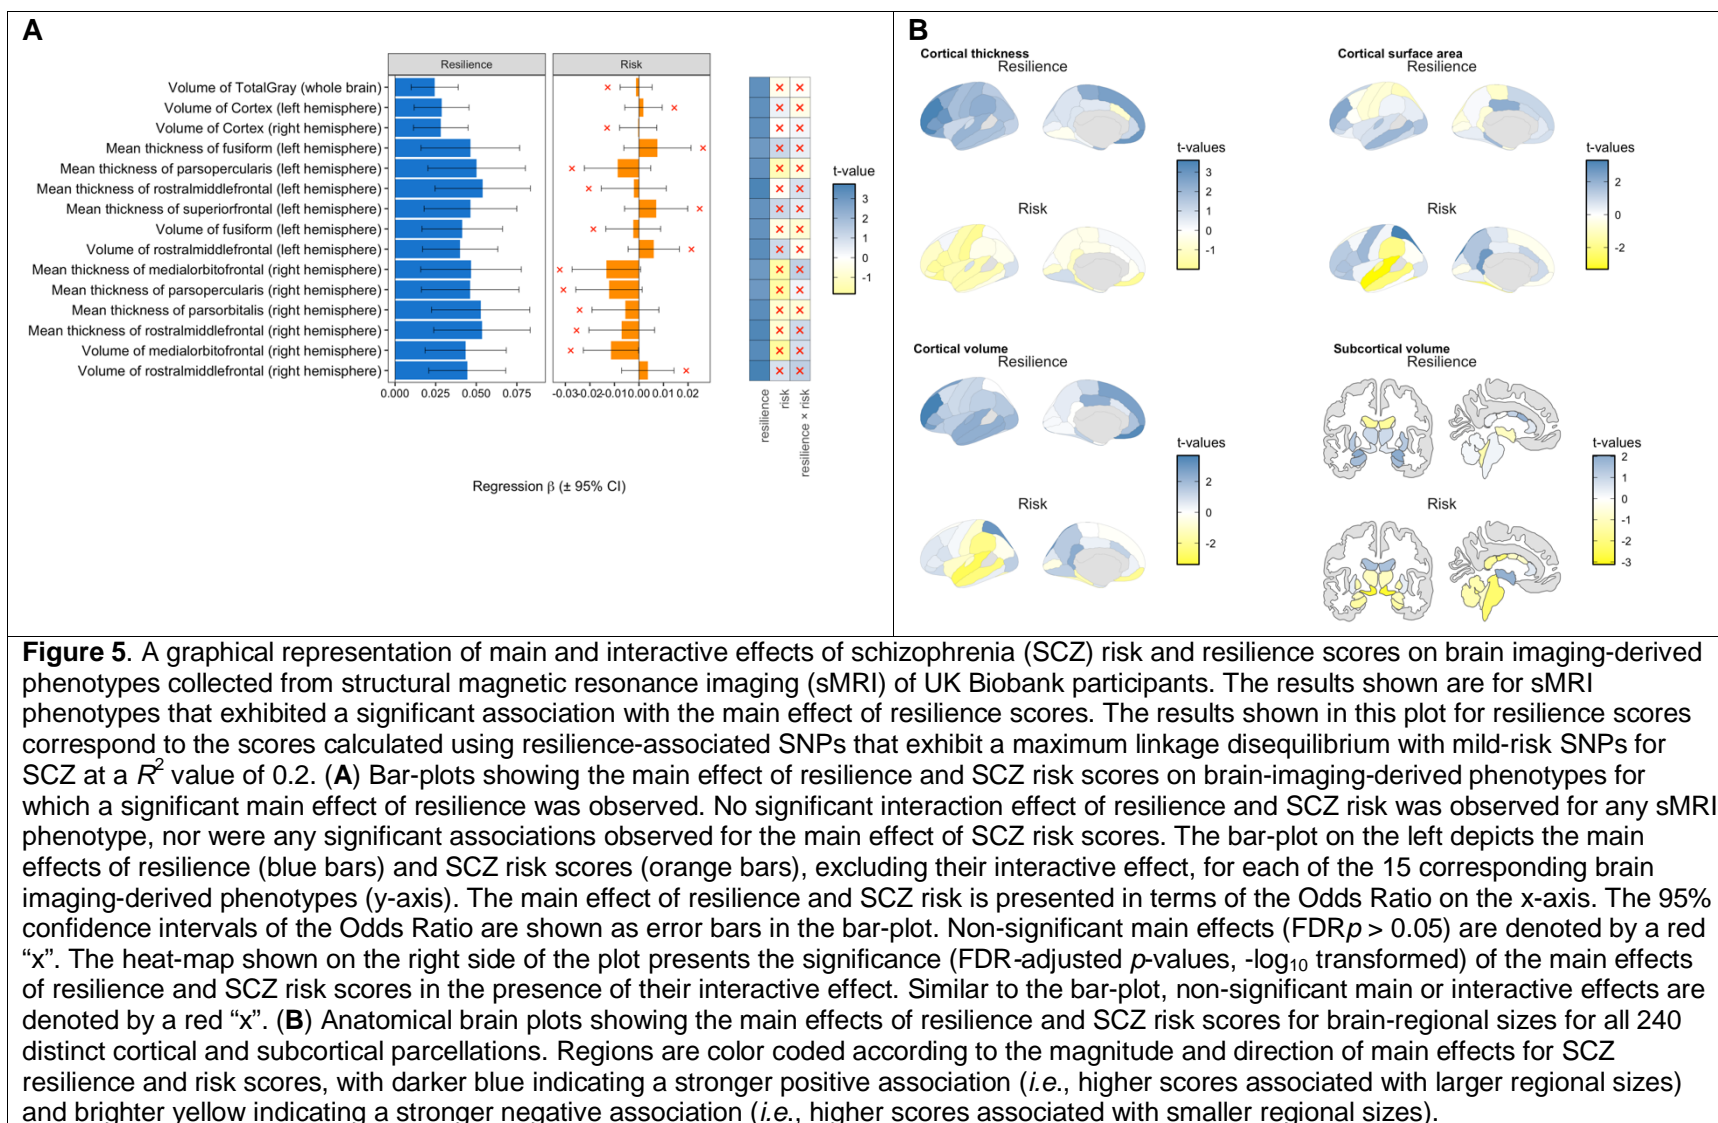 A
Resilience
Risk
Volume of TotalGray (whole brain)
Volume of Cortex (left hemisphere)
Volume of Cortex (right hemisphere)
Mean thickness of fusiform (left hemisphere)
Mean thickness of parsopercularis (left hemisphere)
Mean thickness of rostralmiddlefrontal (left hemisphere)
Mean thickness of superiorfrontal (left hemisphere)
Volume of fusiform (left hemisphere)
Volume of rostralmiddlefrontal (left hemisphere)
Mean thickness of medialorbitofrontal (right hemisphere)
Mean thickness of parsopercularis (right hemisphere)
Mean thickness of parsorbitalis (right hemisphere)
Mean thickness of rostralmiddlefrontal (right hemisphere)
Volume of medialorbitofrontal (right hemisphere)
Volume of rostralmiddlefrontal (right hemisphere)
0.000 0.025 0.050 0.075
-0.03 -0.02 -0.01 0.00 0.01 0.02
resilience
risk
resilience × risk
Regression β (± 95% CI)
t-value
3
2
1
0
-1
B
Cortical thickness
Resilience
Risk
t-values
3
2
1
0
-1
Cortical surface area
Resilience
Risk
t-values
2
0
-2
Cortical volume
Resilience
Risk
t-values
2
0
-2
Subcortical volume
Resilience
Risk
t-values
2
1
0
-1
-2
-3
Figure 5. A graphical representation of main and interactive effects of schizophrenia (SCZ) risk and resilience scores on brain imaging-derived
phenotypes collected from structural magnetic resonance imaging (sMRI) of UK Biobank participants. The results shown are for sMRI
phenotypes that exhibited a significant association with the main effect of resilience scores. The results shown in this plot for resilience scores
correspond to the scores calculated using resilience-associated SNPs that exhibit a maximum linkage disequilibrium with mild-risk SNPs for
SCZ at a R² value of 0.2. (A) Bar-plots showing the main effect of resilience and SCZ risk scores on brain-imaging-derived phenotypes for
which a significant main effect of resilience was observed. No significant interaction effect of resilience and SCZ risk was observed for any sMRI
phenotype, nor were any significant associations observed for the main effect of SCZ risk scores. The bar-plot on the left depicts the main
effects of resilience (blue bars) and SCZ risk scores (orange bars), excluding their interactive effect, for each of the 15 corresponding brain
imaging-derived phenotypes (y-axis). The main effect of resilience and SCZ risk is presented in terms of the Odds Ratio on the x-axis. The 95%
confidence intervals of the Odds Ratio are shown as error bars in the bar-plot. Non-significant main effects (FDRp > 0.05) are denoted by a red
“x”. The heat-map shown on the right side of the plot presents the significance (FDR-adjusted p-values, -log₁₀ transformed) of the main effects
of resilience and SCZ risk scores in the presence of their interactive effect. Similar to the bar-plot, non-significant main or interactive effects are
denoted by a red “x”. (B) Anatomical brain plots showing the main effects of resilience and SCZ risk scores for brain-regional sizes for all 240
distinct cortical and subcortical parcellations. Regions are color coded according to the magnitude and direction of main effects for SCZ
resilience and risk scores, with darker blue indicating a stronger positive association (i.e., higher scores associated with larger regional sizes)
and brighter yellow indicating a stronger negative association (i.e., higher scores associated with smaller regional sizes).